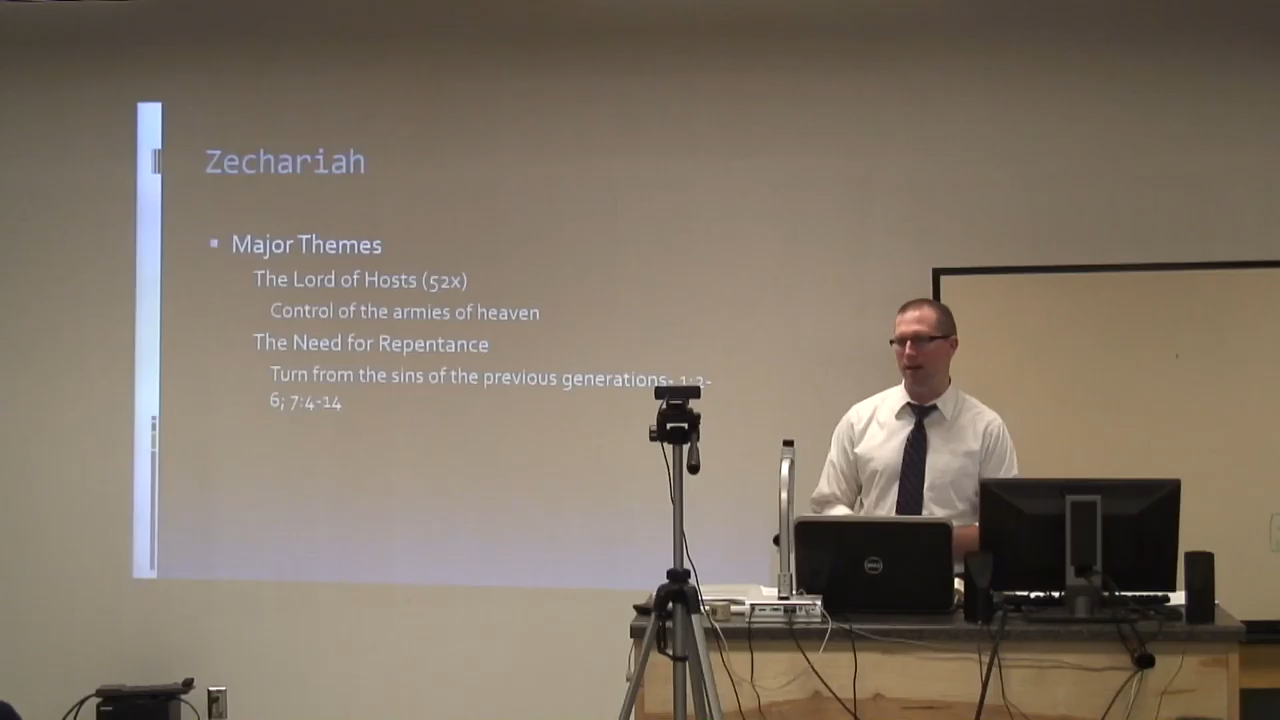 Zechariah
Major Themes
The Lord of Hosts (52x)
Control of the armies of heaven
The Need for Repentance
Turn from the sins of the previous generations- 1:2-
6; 7:4-14
DELL